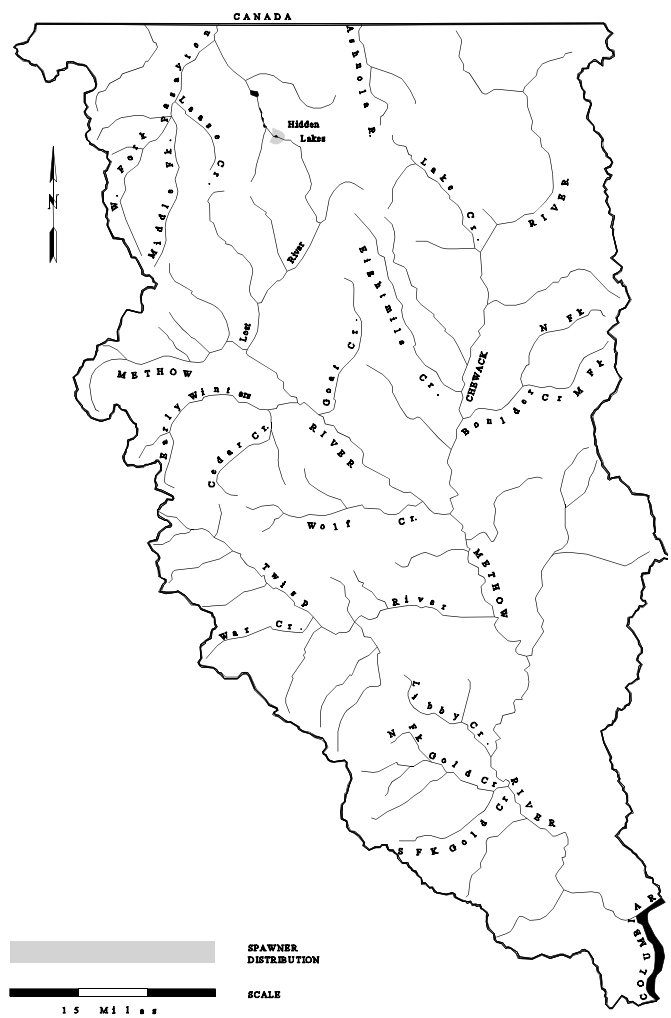 CANADA
Ashnola R.
Pasayten
Lease Cr.
Hidden
Lakes
W. Fork
Middle Fk.
Lake Cr.
RIVER
N
River
Eightmile Cr.
Lost
Goat Cr.
N Fk
CHEWACK
METHOW
M Fk
Boulder Cr
Early Winters
RIVER
Cedar Cr.
Wolf Cr.
METHOW
Twisp
River
War Cr.
Libby Cr.
N Fk
Gold Cr
RIVER
S FK Gold Cr
COLUMBIA R
SPAWNER
DISTRIBUTION
SCALE
15 Miles